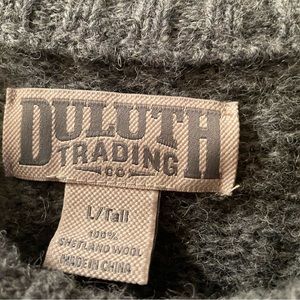 DULUTH
TRADING
CO
L/Tall
100%
SHETLAND WOOL
MADE IN CHINA